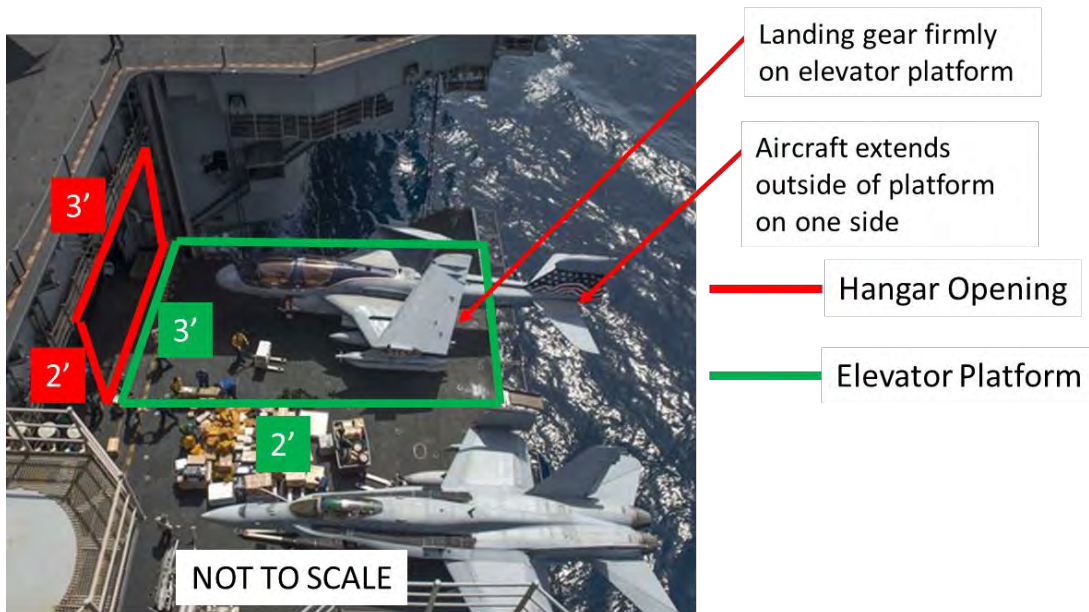 Landing gear firmly
on elevator platform
Aircraft extends
outside of platform
on one side
3’
Hangar Opening
3’
2’
Elevator Platform
2’
NOT TO SCALE